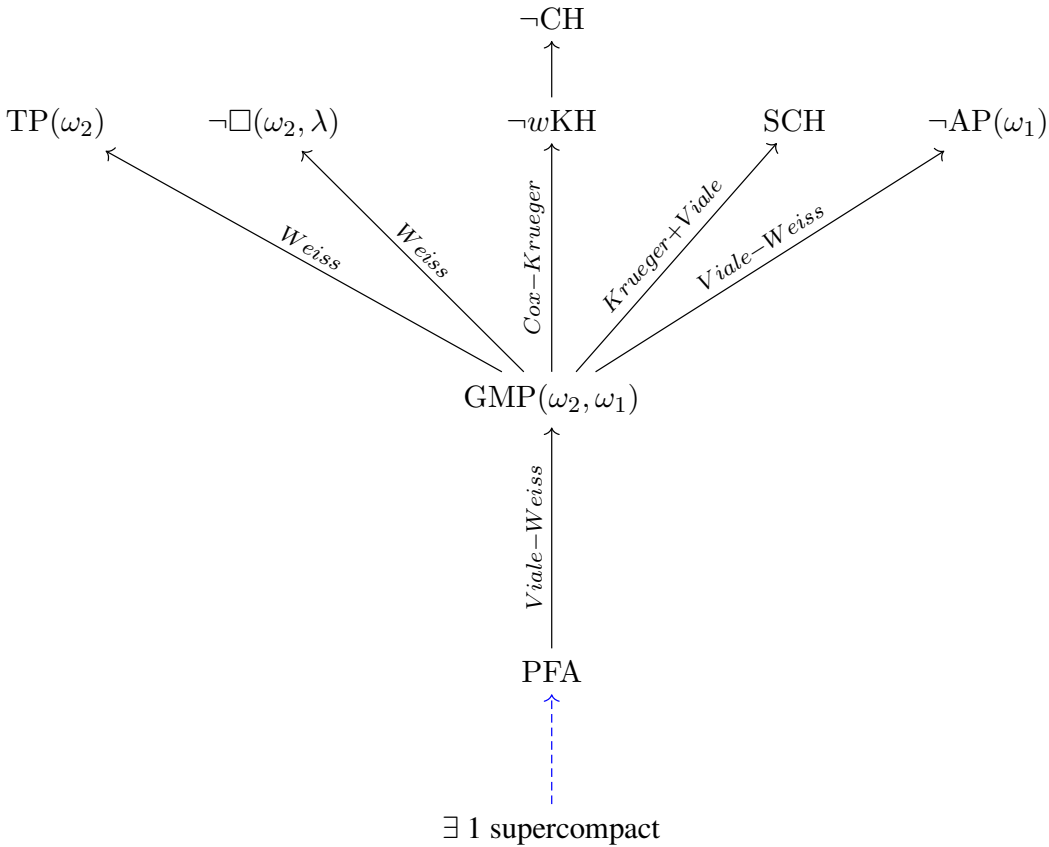 ¬CH
TP(ω₂) ¬□(ω₂, λ) ¬wKH SCH ¬AP(ω₁)
Weiss Weiss Cox−Krueger Krueger+Viale Viale−Weiss
GMP(ω₂, ω₁)
Viale−Weiss
PFA
∃ 1 supercompact